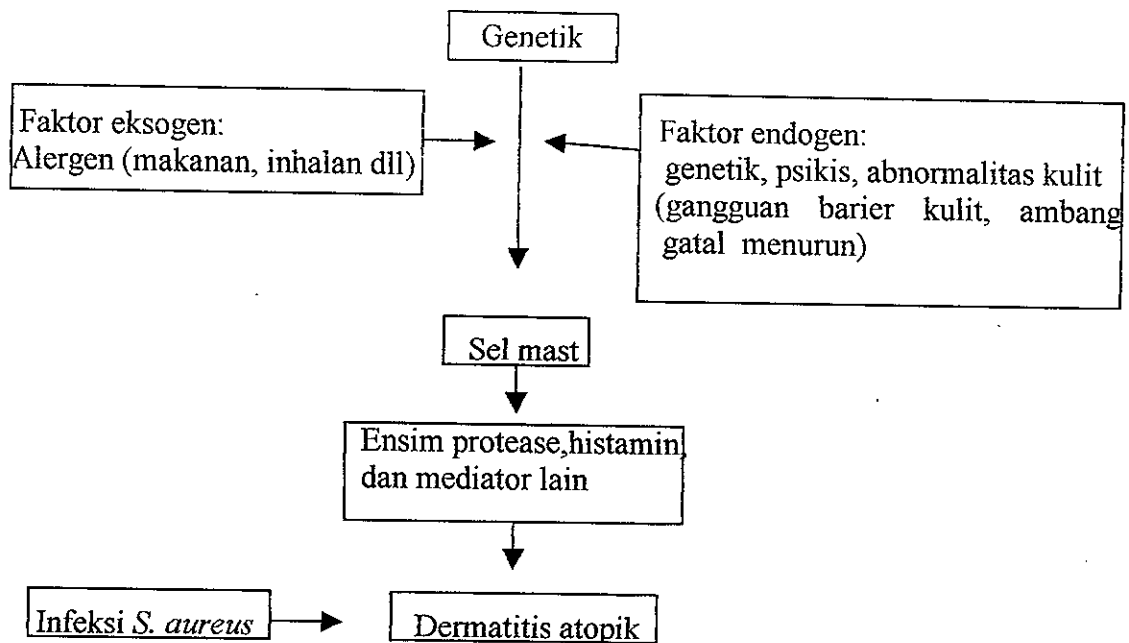 Genetik
Faktor eksogen:
Alergen (makanan, inhalan dll)
Faktor endogen:
genetik, psikis, abnormalitas kulit
(gangguan barier kulit, ambang
gatal menurun)
Sel mast
Ensim protease,histamin
dan mediator lain
Infeksi S. aureus
Dermatitis atopik